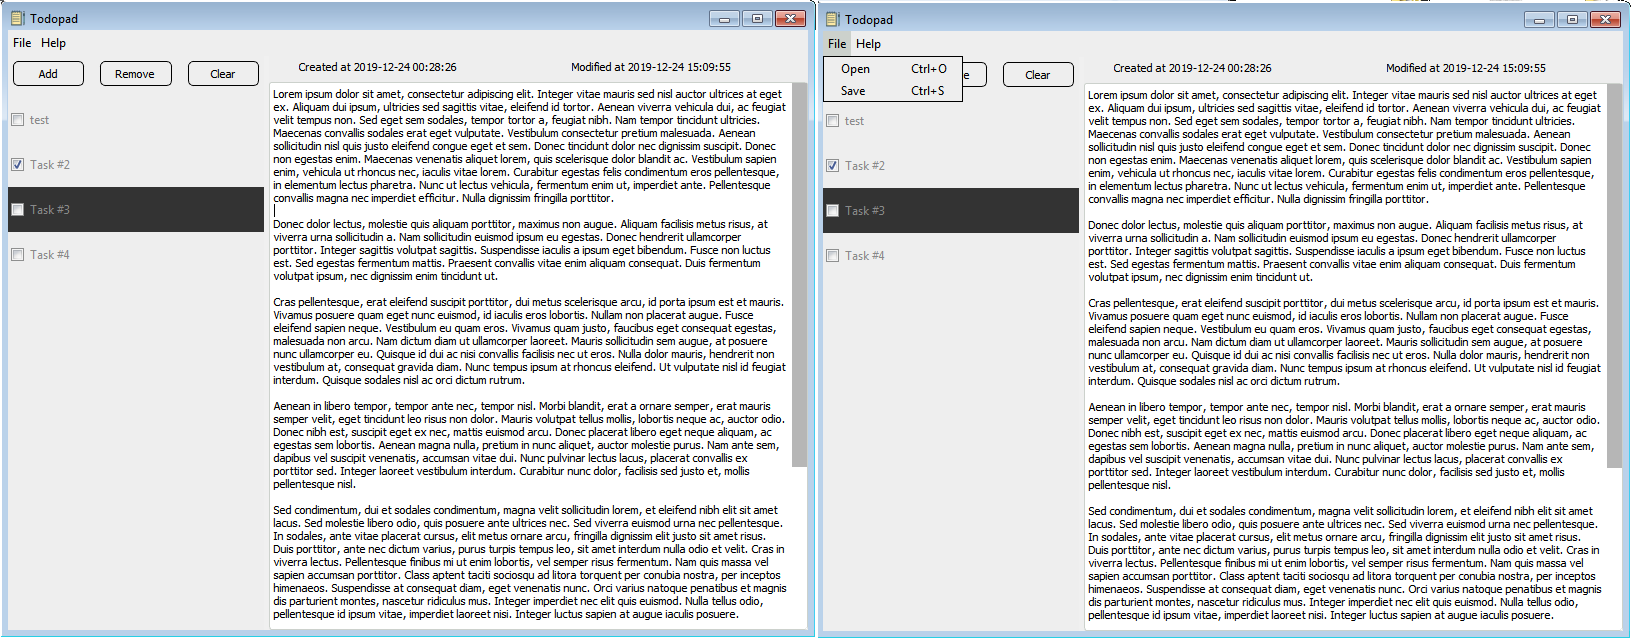 Todopad
File Help
Add Remove Clear
Created at 2019-12-24 00:28:26 Modified at 2019-12-24 15:09:55
test
Task #2
Task #3
Task #4
Lorem ipsum dolor sit amet, consectetur adipiscing elit. Integer vitae mauris sed nisl auctor ultrices at eget
ex. Aliquam dui ipsum, ultricies sed sagittis vitae, eleifend id tortor. Aenean viverra vehicula dui, ac feugiat
velit tempus non. Sed eget sem sodales, tempor tortor a, feugiat nibh. Nam tempor tincidunt ultricies.
Maecenas convallis sodales erat eget vulputate. Vestibulum consectetur pretium malesuada. Aenean
sollicitudin nisl quis justo eleifend congue eget et sem. Donec tincidunt dolor nec dignissim suscipit. Donec
non egestas enim. Maecenas venenatis aliquet lorem, quis scelerisque dolor blandit ac. Vestibulum sapien
enim, vehicula ut rhoncus nec, iaculis vitae lorem. Curabitur egestas felis condimentum eros pellentesque,
in elementum lectus pharetra. Nunc ut lectus vehicula, fermentum enim ut, imperdiet ante. Pellentesque
convallis magna nec imperdiet efficitur. Nulla dignissim fringilla porttitor.
Donec dolor lectus, molestie quis aliquam porttitor, maximus non augue. Aliquam facilisis metus risus, at
viverra urna sollicitudin a. Nam sollicitudin euismod ipsum eu egestas. Donec hendrerit ullamcorper
porttitor. Integer sagittis volutpat sagittis. Suspendisse iaculis a ipsum eget bibendum. Fusce non luctus
est. Sed egestas fermentum mattis. Praesent convallis vitae enim aliquam consequat. Duis fermentum
volutpat ipsum, nec dignissim enim tincidunt ut.
Cras pellentesque, erat eleifend suscipit porttitor, dui metus scelerisque arcu, id porta ipsum est et mauris.
Vivamus posuere quam eget nunc euismod, id iaculis eros lobortis. Nullam non placerat augue. Fusce
eleifend sapien neque. Vestibulum eu quam eros. Vivamus quam justo, faucibus eget consequat egestas,
malesuada non arcu. Nam dictum diam ut ullamcorper laoreet. Mauris sollicitudin sem augue, at posuere
nunc ullamcorper eu. Quisque id dui ac nisi convallis facilisis nec ut eros. Nulla dolor mauris, hendrerit non
vestibulum at, consequat gravida diam. Nunc tempus ipsum at rhoncus eleifend. Ut vulputate nisl id feugiat
interdum. Quisque sodales nisl ac orci dictum rutrum.
Aenean in libero tempor, tempor ante nec, tempor nisl. Morbi blandit, erat a ornare semper, erat mauris
semper velit, eget tincidunt leo risus non dolor. Mauris volutpat tellus mollis, lobortis neque ac, auctor odio.
Donec nibh est, suscipit eget ex nec, mattis euismod arcu. Donec placerat libero eget neque aliquam, ac
egestas sem lobortis. Aenean magna nulla, pretium in nunc aliquet, auctor molestie purus. Nam ante sem,
dapibus vel suscipit venenatis, accumsan vitae dui. Nunc pulvinar lectus lacus, placerat convallis ex
porttitor sed. Integer laoreet vestibulum interdum. Curabitur nunc dolor, facilisis sed justo et, mollis
pellentesque nisl.
Sed condimentum, dui et sodales condimentum, magna velit sollicitudin lorem, et eleifend nibh elit sit amet
lacus. Sed molestie libero odio, quis posuere ante ultrices nec. Sed viverra euismod urna nec pellentesque.
In sodales, ante vitae placerat cursus, elit metus ornare arcu, fringilla dignissim elit justo sit amet risus.
Duis porttitor, ante nec dictum varius, purus turpis tempus leo, sit amet interdum nulla odio et velit. Cras in
viverra lectus. Pellentesque finibus mi ut enim lobortis, vel semper risus fermentum. Nam quis massa vel
sapien accumsan porttitor. Class aptent taciti sociosqu ad litora torquent per conubia nostra, per inceptos
himenaeos. Suspendisse at consequat diam, eget venenatis nunc. Orci varius natoque penatibus et magnis
dis parturient montes, nascetur ridiculus mus. Integer imperdiet nec elit quis euismod. Nulla tellus odio,
pellentesque id ipsum vitae, imperdiet laoreet nisi. Integer luctus sapien at augue iaculis posuere.
Todopad
File Help
Open Ctrl+O
Save Ctrl+S
e Clear
Created at 2019-12-24 00:28:26 Modified at 2019-12-24 15:09:55
test
Task #2
Task #3
Task #4
Lorem ipsum dolor sit amet, consectetur adipiscing elit. Integer vitae mauris sed nisl auctor ultrices at eget
ex. Aliquam dui ipsum, ultricies sed sagittis vitae, eleifend id tortor. Aenean viverra vehicula dui, ac feugiat
velit tempus non. Sed eget sem sodales, tempor tortor a, feugiat nibh. Nam tempor tincidunt ultricies.
Maecenas convallis sodales erat eget vulputate. Vestibulum consectetur pretium malesuada. Aenean
sollicitudin nisl quis justo eleifend congue eget et sem. Donec tincidunt dolor nec dignissim suscipit. Donec
non egestas enim. Maecenas venenatis aliquet lorem, quis scelerisque dolor blandit ac. Vestibulum sapien
enim, vehicula ut rhoncus nec, iaculis vitae lorem. Curabitur egestas felis condimentum eros pellentesque,
in elementum lectus pharetra. Nunc ut lectus vehicula, fermentum enim ut, imperdiet ante. Pellentesque
convallis magna nec imperdiet efficitur. Nulla dignissim fringilla porttitor.
Donec dolor lectus, molestie quis aliquam porttitor, maximus non augue. Aliquam facilisis metus risus, at
viverra urna sollicitudin a. Nam sollicitudin euismod ipsum eu egestas. Donec hendrerit ullamcorper
porttitor. Integer sagittis volutpat sagittis. Suspendisse iaculis a ipsum eget bibendum. Fusce non luctus
est. Sed egestas fermentum mattis. Praesent convallis vitae enim aliquam consequat. Duis fermentum
volutpat ipsum, nec dignissim enim tincidunt ut.
Cras pellentesque, erat eleifend suscipit porttitor, dui metus scelerisque arcu, id porta ipsum est et mauris.
Vivamus posuere quam eget nunc euismod, id iaculis eros lobortis. Nullam non placerat augue. Fusce
eleifend sapien neque. Vestibulum eu quam eros. Vivamus quam justo, faucibus eget consequat egestas,
malesuada non arcu. Nam dictum diam ut ullamcorper laoreet. Mauris sollicitudin sem augue, at posuere
nunc ullamcorper eu. Quisque id dui ac nisi convallis facilisis nec ut eros. Nulla dolor mauris, hendrerit non
vestibulum at, consequat gravida diam. Nunc tempus ipsum at rhoncus eleifend. Ut vulputate nisl id feugiat
interdum. Quisque sodales nisl ac orci dictum rutrum.
Aenean in libero tempor, tempor ante nec, tempor nisl. Morbi blandit, erat a ornare semper, erat mauris
semper velit, eget tincidunt leo risus non dolor. Mauris volutpat tellus mollis, lobortis neque ac, auctor odio.
Donec nibh est, suscipit eget ex nec, mattis euismod arcu. Donec placerat libero eget neque aliquam, ac
egestas sem lobortis. Aenean magna nulla, pretium in nunc aliquet, auctor molestie purus. Nam ante sem,
dapibus vel suscipit venenatis, accumsan vitae dui. Nunc pulvinar lectus lacus, placerat convallis ex
porttitor sed. Integer laoreet vestibulum interdum. Curabitur nunc dolor, facilisis sed justo et, mollis
pellentesque nisl.
Sed condimentum, dui et sodales condimentum, magna velit sollicitudin lorem, et eleifend nibh elit sit amet
lacus. Sed molestie libero odio, quis posuere ante ultrices nec. Sed viverra euismod urna nec pellentesque.
In sodales, ante vitae placerat cursus, elit metus ornare arcu, fringilla dignissim elit justo sit amet risus.
Duis porttitor, ante nec dictum varius, purus turpis tempus leo, sit amet interdum nulla odio et velit. Cras in
viverra lectus. Pellentesque finibus mi ut enim lobortis, vel semper risus fermentum. Nam quis massa vel
sapien accumsan porttitor. Class aptent taciti sociosqu ad litora torquent per conubia nostra, per inceptos
himenaeos. Suspendisse at consequat diam, eget venenatis nunc. Orci varius natoque penatibus et magnis
dis parturient montes, nascetur ridiculus mus. Integer imperdiet nec elit quis euismod. Nulla tellus odio,
pellentesque id ipsum vitae, imperdiet laoreet nisi. Integer luctus sapien at augue iaculis posuere.